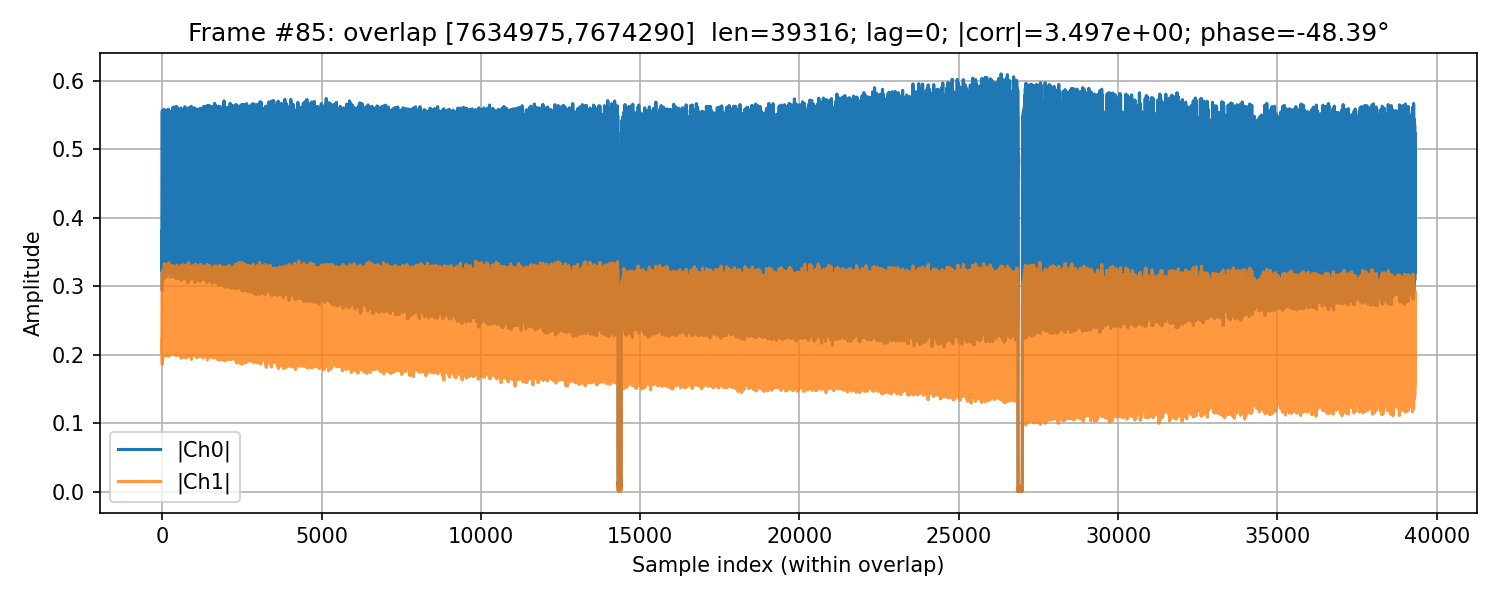 Frame #85: overlap [7634975,7674290]  len=39316; lag=0; |corr|=3.497e+00; phase=-48.39°
Amplitude
0.6
0.5
0.4
0.3
0.2
0.1
0.0
|Ch0|
|Ch1|
0 5000 10000 15000 20000 25000 30000 35000 40000
Sample index (within overlap)